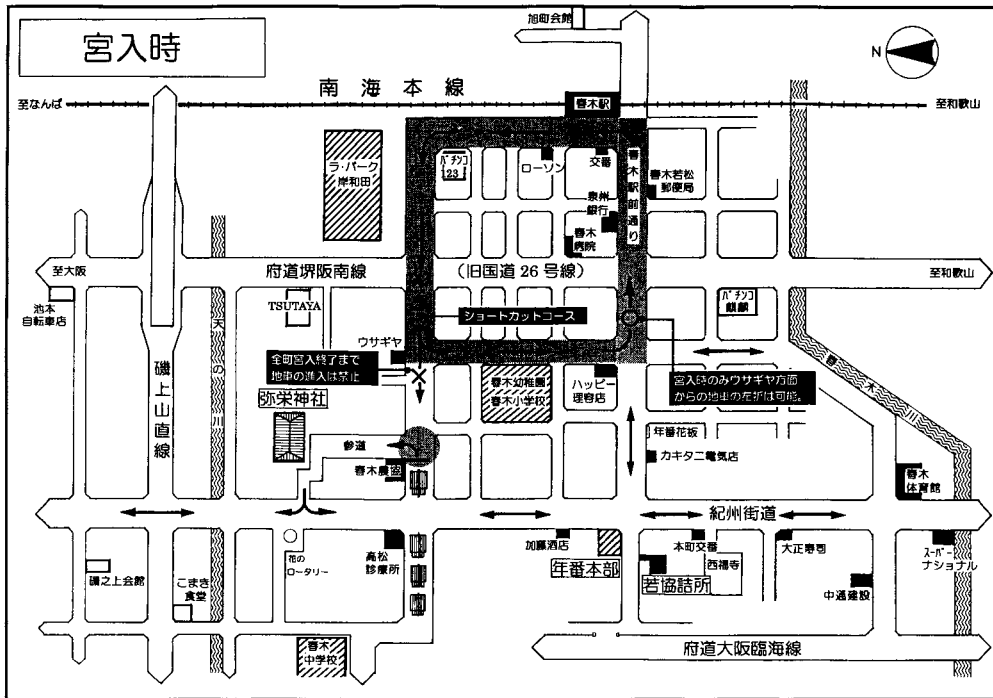 宮入時
旭町会館
N
南海本線
至なんば
春木駅
至和歌山
ラ・パーク
岸和田
パチンコ
23
ローソン
交番
春木駅前通り
春木若松
郵便局
泉州
銀行
春木
病院
至大阪
府道堺阪南線
(旧国道26号線)
至和歌山
池本
自転車店
TSUTAYA
天の川
パチンコ
麒麟
ショートカットコース
ウサギヤ
全町宮入終了まで
地車の進入は禁止
春木川
磯上山直線
弥栄神社
春木幼稚園
春木小学校
ハッピー
理容店
宮入時のみウサギヤ方面
からの地車の左折は可能。
参道
年番花板
カキタニ電気店
春木農協
春木
体育館
紀州街道
花の
ロータリー
高松
診療所
加藤酒店
年番本部
本町交番
西福寺
大正寿司
スーパー
ナショナル
磯之上会館
こまき
食堂
若協詰所
中通建設
春木
中学校
府道大阪臨海線